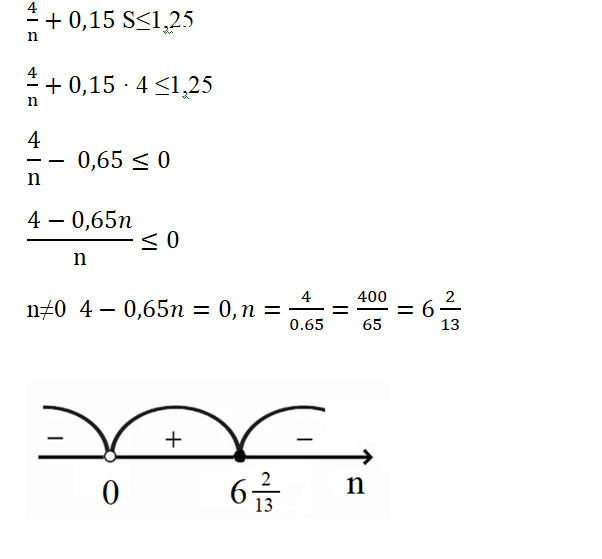 4/n + 0,15 S≤1,25
4/n + 0,15 · 4 ≤1,25
4/n − 0,65 ≤ 0
(4 − 0,65n)/n ≤ 0
n≠0 4 − 0,65n = 0, n = 4/0.65 = 400/65 = 6 2/13
− + −
0 6 2/13 n